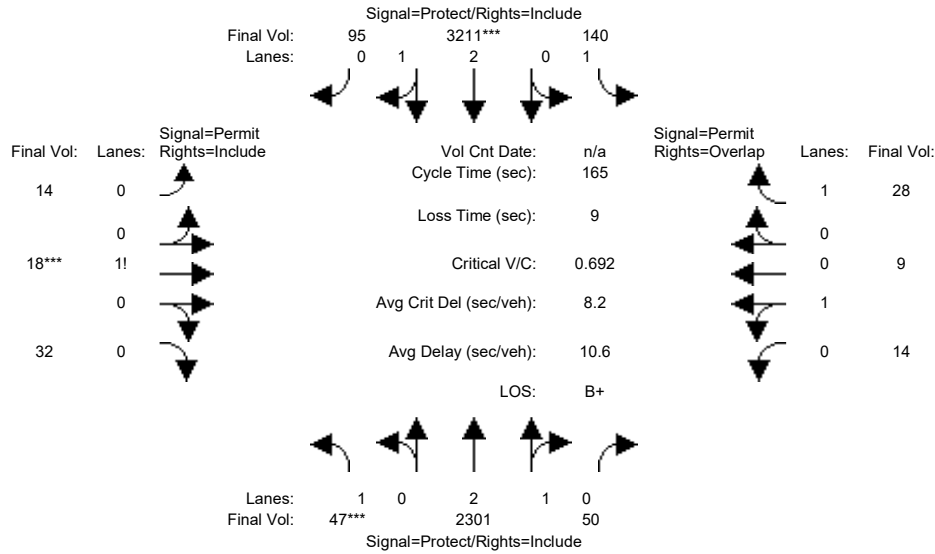 Signal=Protect/Rights=Include
Final Vol: 95 3211*** 140
Lanes: 0 1 2 0 1
Signal=Permit Signal=Permit
Final Vol: Lanes: Rights=Include Vol Cnt Date: n/a Rights=Overlap Lanes: Final Vol:
Cycle Time (sec): 165
14 0 1 28
Loss Time (sec): 9
0 0
18*** 1! Critical V/C: 0.692 0 9
0 Avg Crit Del (sec/veh): 8.2 1
32 0 Avg Delay (sec/veh): 10.6 0 14
LOS: B+
Lanes: 1 0 2 1 0
Final Vol: 47*** 2301 50
Signal=Protect/Rights=Include